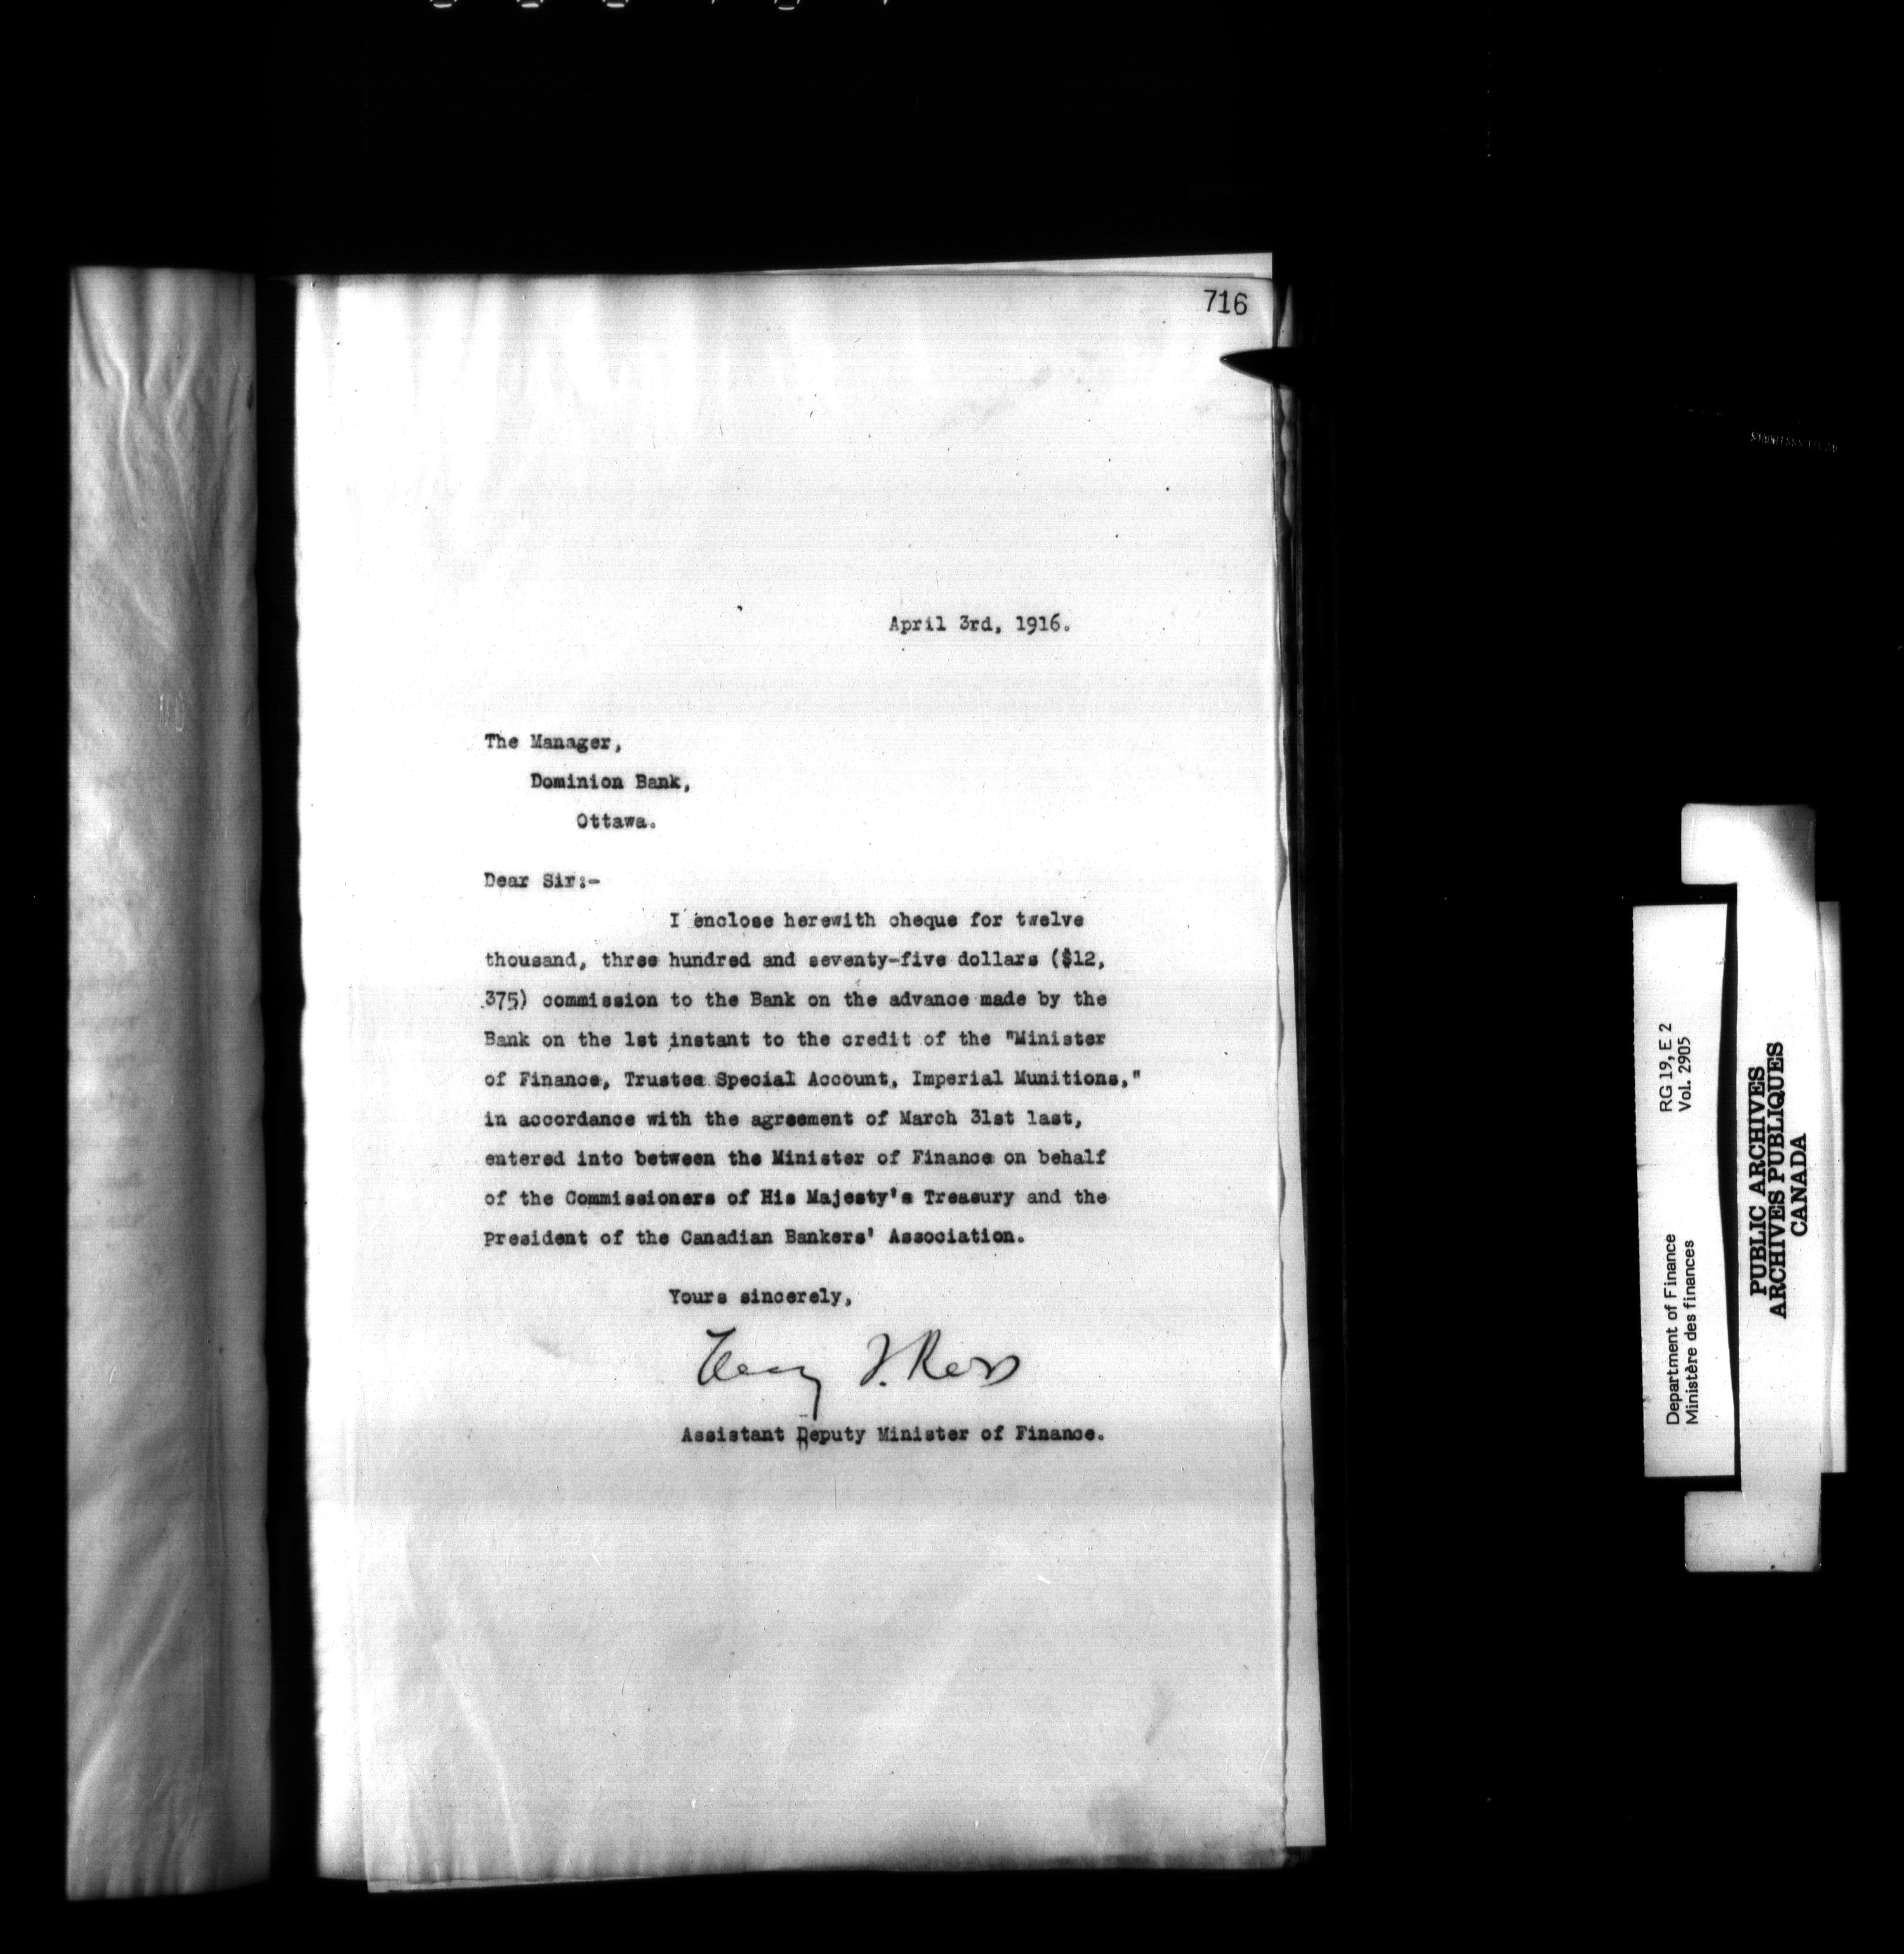 716
April 3rd, 1916.
The Manager,
Dominion Bank,
Ottawa.
Dear Sir:-
I enclose herewith cheque for twelve
thousand, three hundred and seventy-five dollars ($12,
375) commission to the Bank on the advance made by the
Bank on the 1st instant to the credit of the "Minister
of Finance, Trustee Special Account, Imperial Munitions,"
in accordance with the agreement of March 31st last,
entered into between the Minister of Finance on behalf
of the Commissioners of His Majesty's Treasury and the
President of the Canadian Bankers' Association.
Yours sincerely,
Henry T. Ross
Assistant Deputy Minister of Finance.
Department of Finance
Ministère des finances
RG 19, E 2
Vol. 2905
PUBLIC ARCHIVES
ARCHIVES PUBLIQUES
CANADA